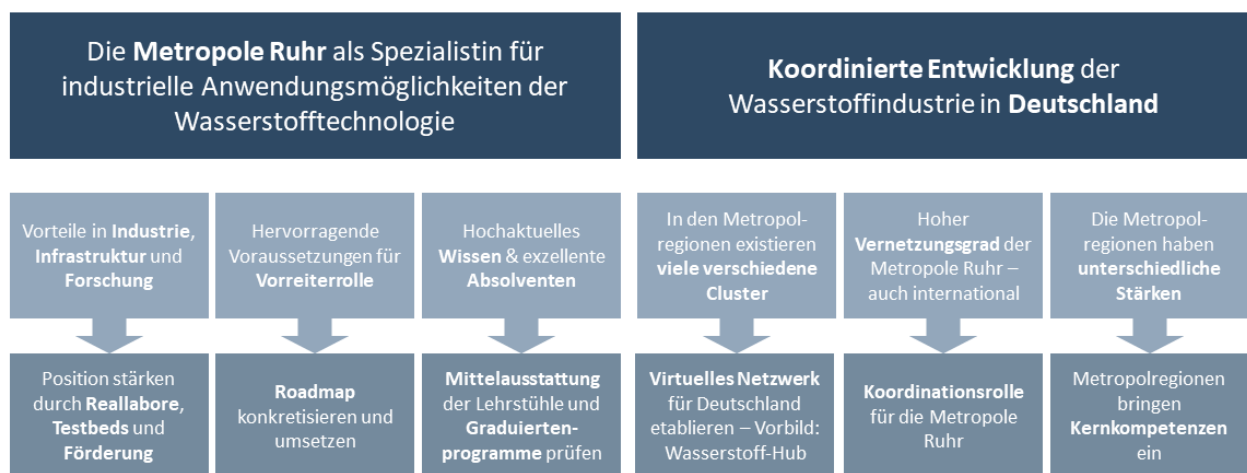 Die Metropole Ruhr als Spezialistin für
industrielle Anwendungsmöglichkeiten der
Wasserstofftechnologie
Koordinierte Entwicklung der
Wasserstoffindustrie in Deutschland
Vorteile in Industrie,
Infrastruktur und
Forschung
Hervorragende
Voraussetzungen für
Vorreiterrolle
Hochaktuelles
Wissen & exzellente
Absolventen
In den Metropol-
regionen existieren
viele verschiedene
Cluster
Hoher
Vernetzungsgrad der
Metropole Ruhr –
auch international
Die Metropol-
regionen haben
unterschiedliche
Stärken
Position stärken
durch Reallabore,
Testbeds und
Förderung
Roadmap
konkretisieren und
umsetzen
Mittelausstattung
der Lehrstühle und
Graduierten-
programme prüfen
Virtuelles Netzwerk
für Deutschland
etablieren – Vorbild:
Wasserstoff-Hub
Koordinationsrolle
für die Metropole
Ruhr
Metropolregionen
bringen
Kernkompetenzen
ein